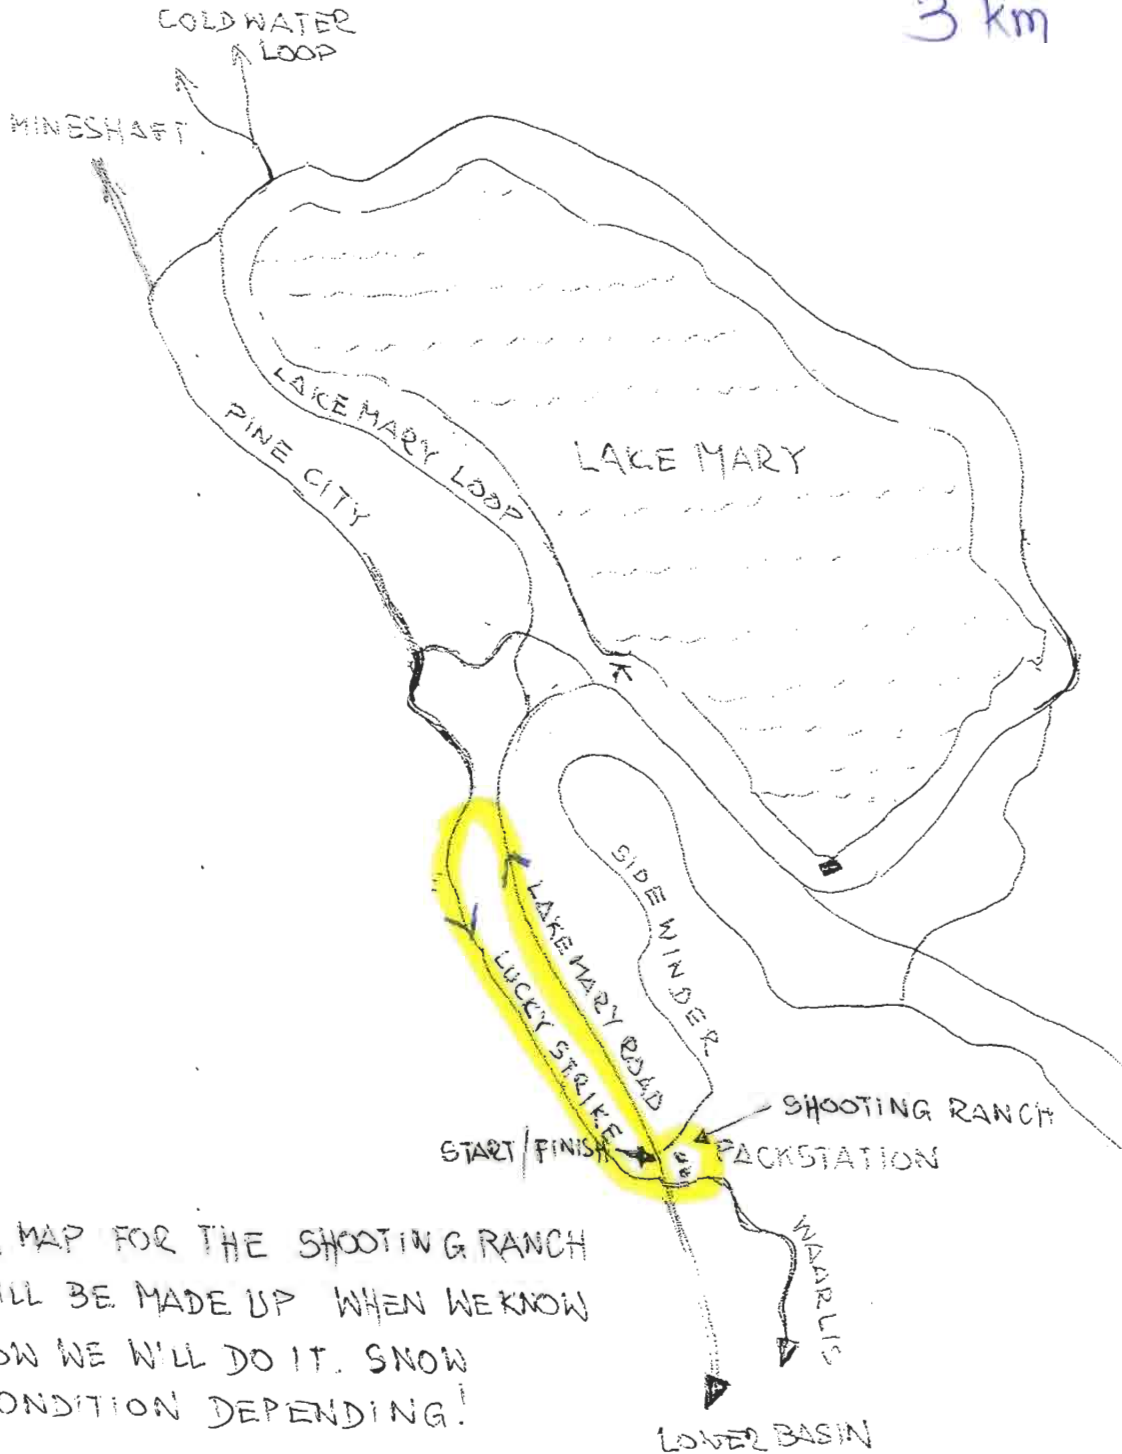 3 km
COLDWATER
LOOP
MINESHAFT
LAKE MARY LOOP
PINE CITY
LAKE MARY
SIDE WINDER
LAKE MARY ROAD
LUCKY STRIKE
SHOOTING RANCH
START/FINISH
PACKSTATION
WAARLIS
MAP FOR THE SHOOTING RANCH
ILL BE MADE UP WHEN WE KNOW
OW WE WILL DO IT. SNOW
ONDITION DEPENDING!
LOWER BASIN